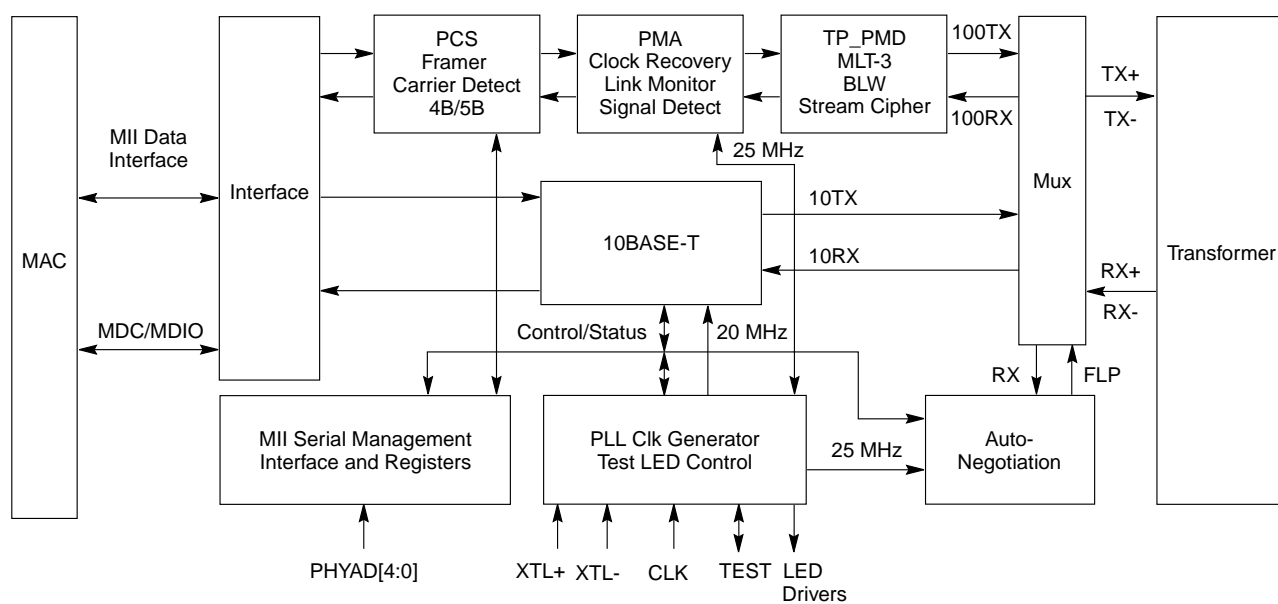 PCS
Framer
Carrier Detect
4B/5B
PMA
Clock Recovery
Link Monitor
Signal Detect
TP_PMD
MLT-3
BLW
Stream Cipher
100TX
100RX
TX+
TX-
MII Data
Interface
Interface
25 MHz
Mux
10BASE-T
10TX
10RX
MAC
Transformer
RX+
RX-
MDC/MDIO
Control/Status
20 MHz
RX
FLP
MII Serial Management
Interface and Registers
PLL Clk Generator
Test LED Control
25 MHz
Auto-
Negotiation
PHYAD[4:0]
XTL+
XTL-
CLK
TEST
LED
Drivers